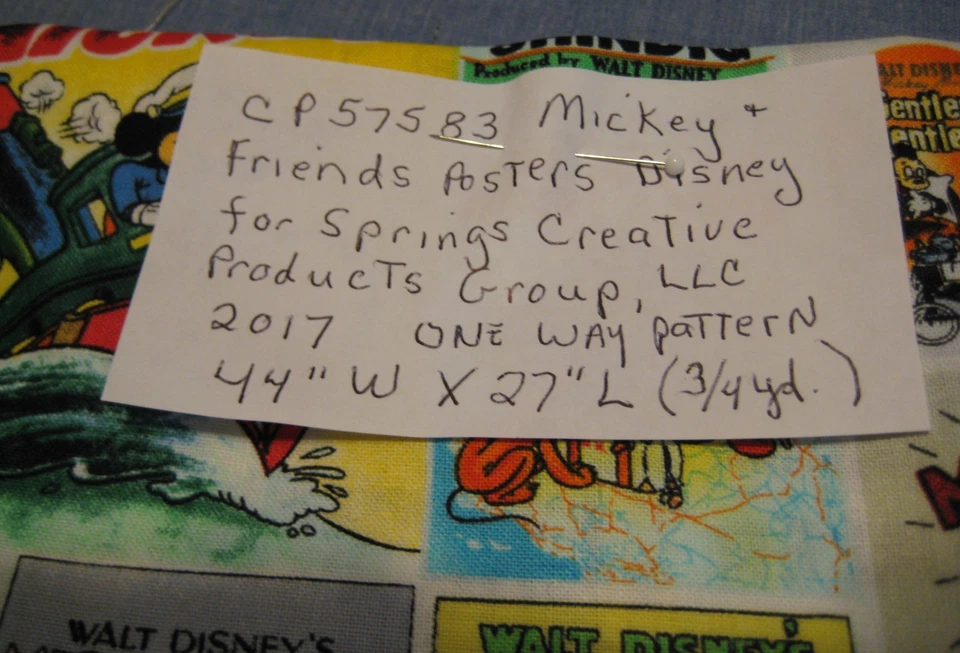 SHINDIG
Produced by WALT DISNEY
CP57583 Mickey +
Friends Posters Disney
for Springs Creative
Products Group, LLC
2017 ONE WAY patterN
44" W X 27" L (3/4 yd.)
WALT DISNEY'S
WALT DISNEY'S